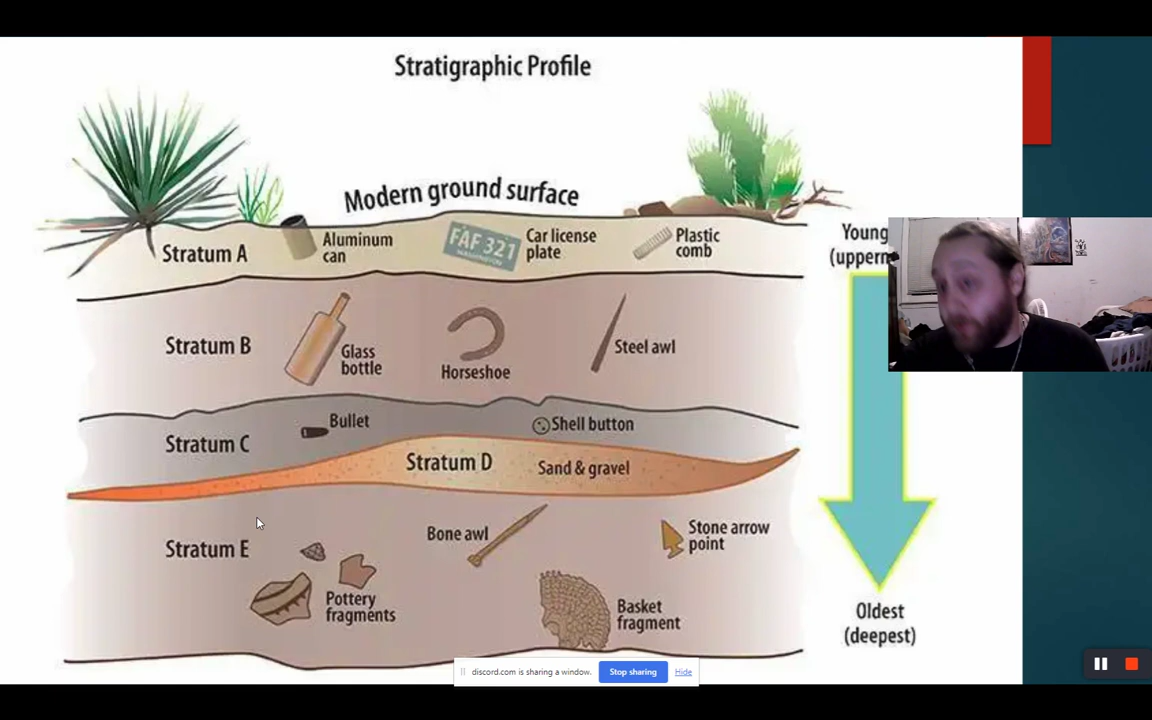 Stratigraphic Profile
Modern ground surface
Stratum A
Aluminum
can
FAF 321
WASHINGTON
Car license
plate
Plastic
comb
Young
(uppern
Stratum B
Glass
bottle
Horseshoe
Steel awl
Stratum C
Bullet
Shell button
Stratum D
Sand & gravel
Stratum E
Bone awl
Stone arrow
point
Pottery
fragments
Basket
fragment
Oldest
(deepest)
discord.com is sharing a window.
Stop sharing
Hide